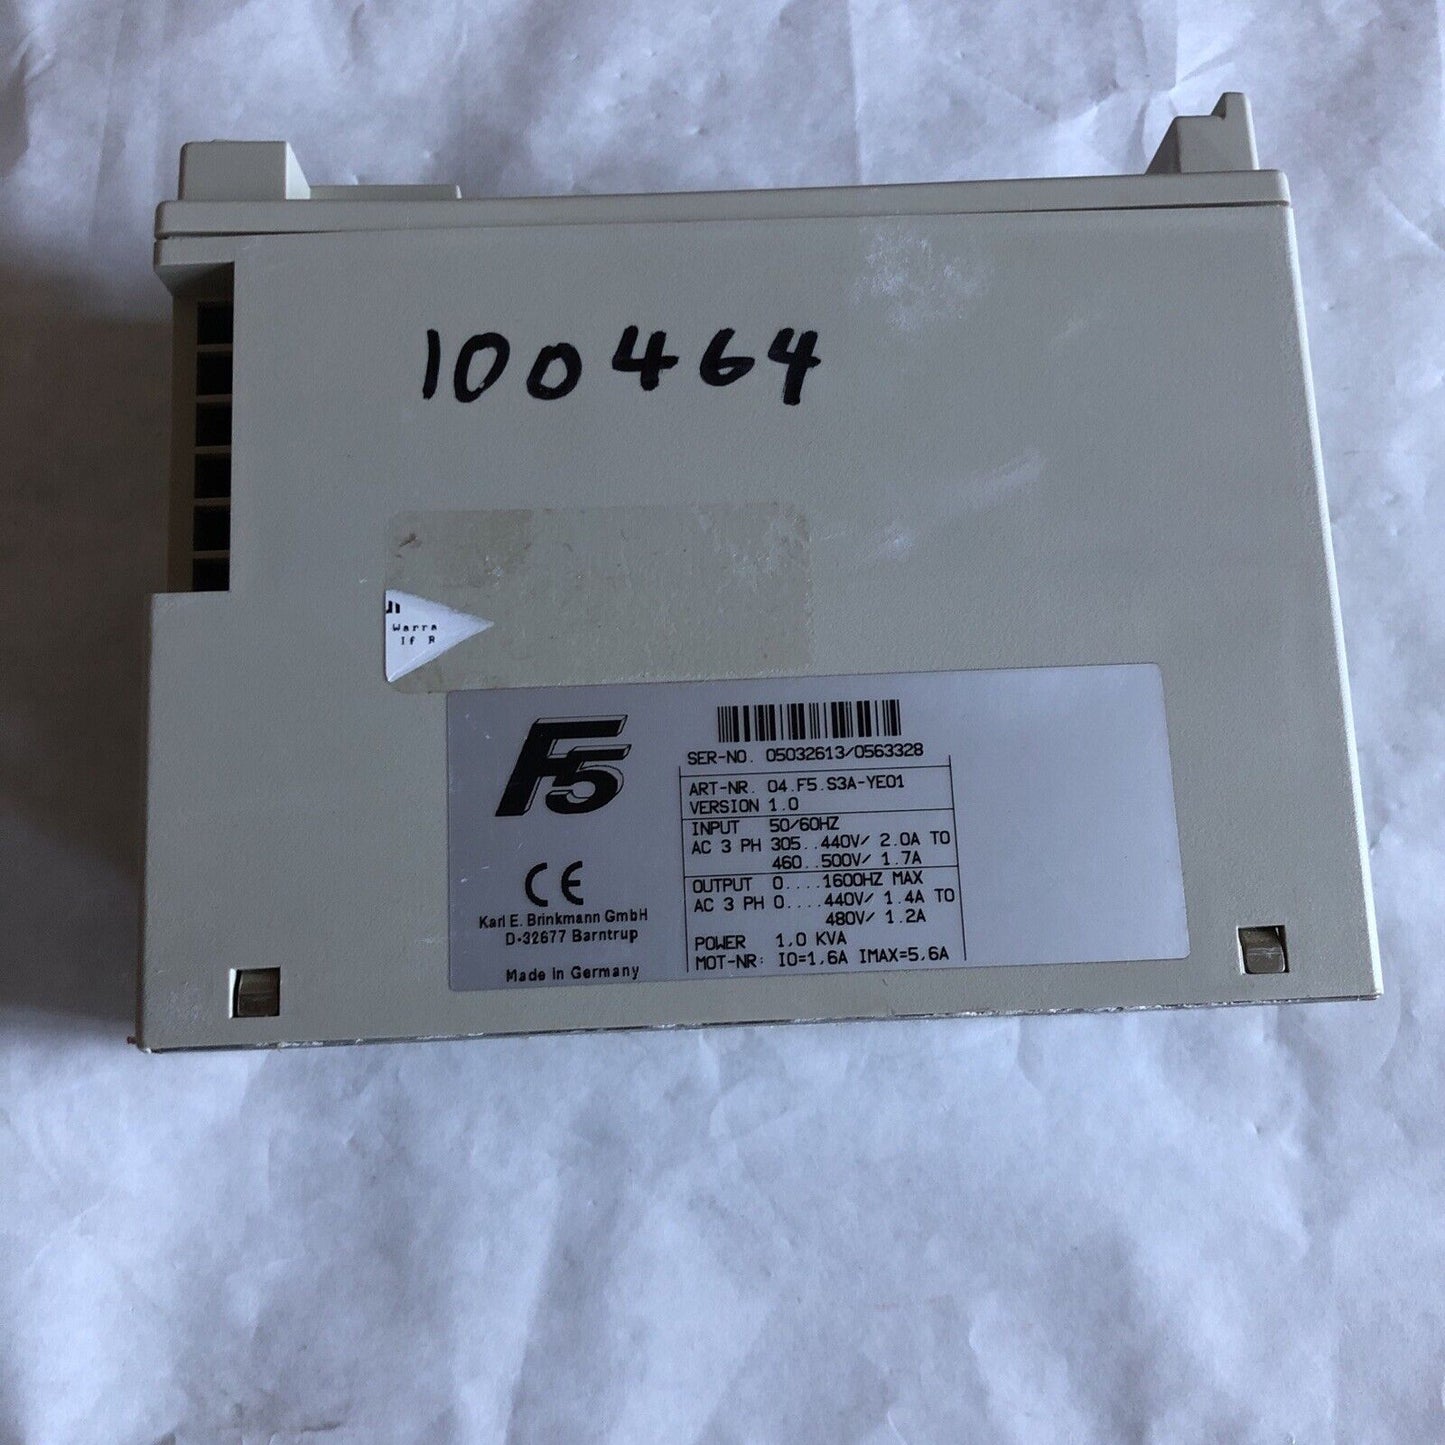 100464
Warra
If R
F5
CE
Karl E. Brinkmann GmbH
D-32677 Barntrup
Made in Germany
SER-NO. 05032613/0563328
ART-NR. 04.F5.S3A-YE01
VERSION 1.0
INPUT 50/60HZ
AC 3 PH 305..440V/ 2.0A TO
460..500V/ 1.7A
OUTPUT 0....1600HZ MAX
AC 3 PH 0....440V/ 1.4A TO
480V/ 1.2A
POWER 1.0 KVA
MOT-NR: I0=1,6A IMAX=5,6A